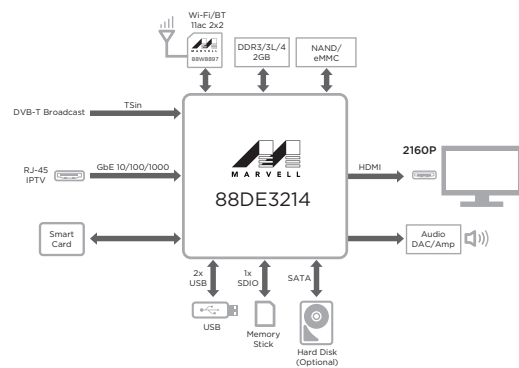 Wi-Fi/BT
11ac 2x2
MARVELL
88W8897
DDR3/3L/4
2GB
NAND/
eMMC
DVB-T Broadcast
TSin
RJ-45
IPTV
GbE 10/100/1000
MARVELL
88DE3214
HDMI
2160P
Smart
Card
Audio
DAC/Amp
2x
USB
1x
SDIO
SATA
USB
Memory
Stick
Hard Disk
(Optional)